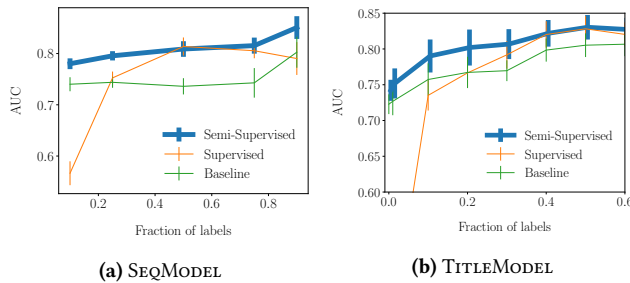 0.8
0.7
0.6
AUC
0.2
0.4
0.6
0.8
Fraction of labels
Semi-Supervised
Supervised
Baseline
(a) SeqModel
0.85
0.80
0.75
0.70
0.65
0.60
AUC
0.0
0.2
0.4
0.6
Fraction of labels
Semi-Supervised
Supervised
Baseline
(b) TitleModel